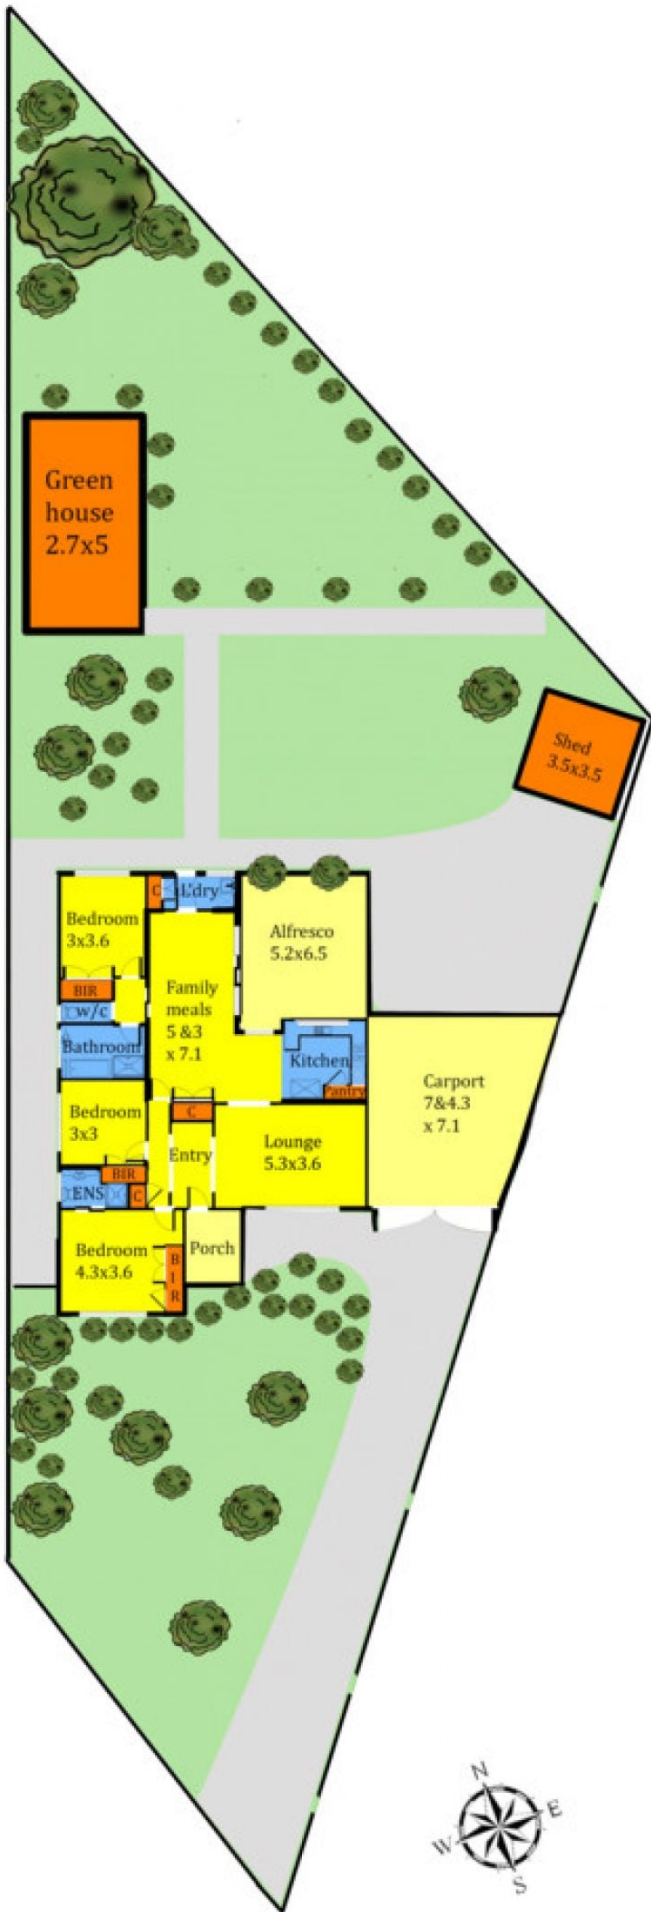 Green
house
2.7x5
Shed
3.5x3.5
Bedroom
3x3.6
C
L'dry
Alfresco
5.2x6.5
Family
meals
5 &3
x 7.1
BIR
w/c
Bathroom
Kitchen
Pantry
Carport
7&4.3
x 7.1
Bedroom
3x3
C
Lounge
5.3x3.6
Entry
BIR
ENS
C
Bedroom
4.3x3.6
B
I
R
Porch
N
E
W
S